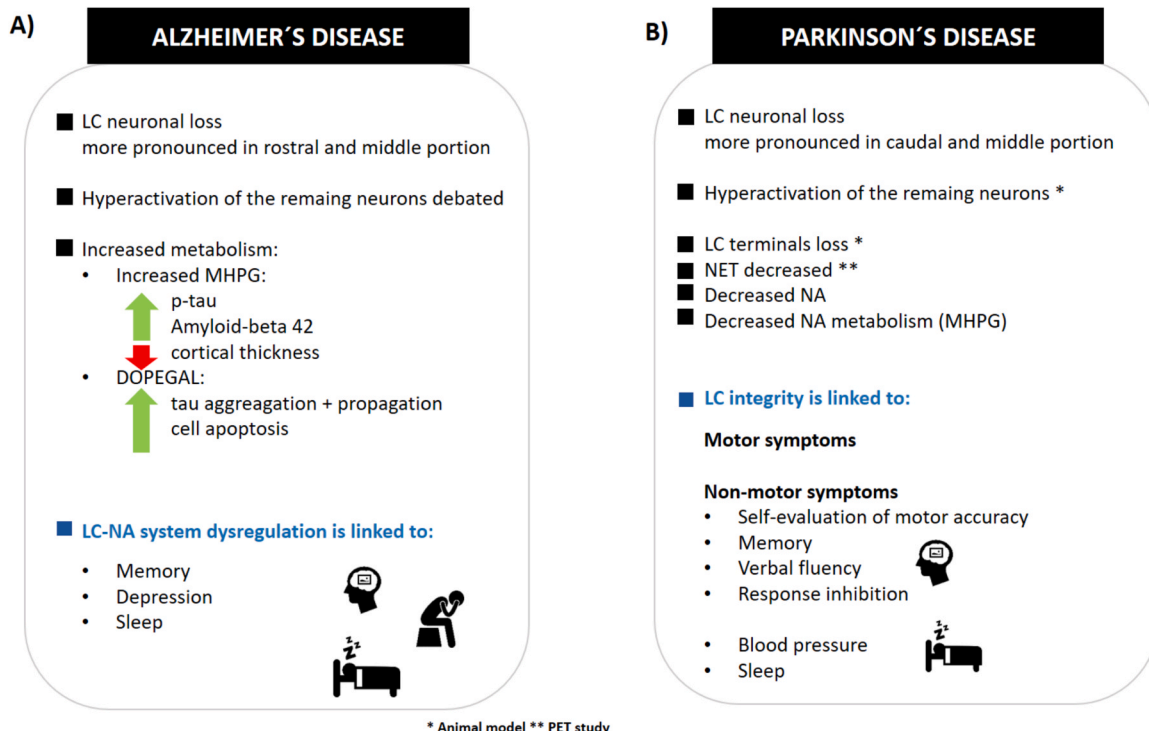 A)
ALZHEIMER´S DISEASE
LC neuronal loss
more pronounced in rostral and middle portion
Hyperactivation of the remaing neurons debated
Increased metabolism:
• Increased MHPG:
p-tau
Amyloid-beta 42
cortical thickness
• DOPEGAL:
tau aggreagation + propagation
cell apoptosis
LC-NA system dysregulation is linked to:
• Memory
• Depression
• Sleep
z z z
z z z
B)
PARKINSON´S DISEASE
LC neuronal loss
more pronounced in caudal and middle portion
Hyperactivation of the remaing neurons *
LC terminals loss *
NET decreased **
Decreased NA
Decreased NA metabolism (MHPG)
LC integrity is linked to:
Motor symptoms
Non-motor symptoms
• Self-evaluation of motor accuracy
• Memory
• Verbal fluency
• Response inhibition
• Blood pressure
• Sleep
z z z
* Animal model ** PET study